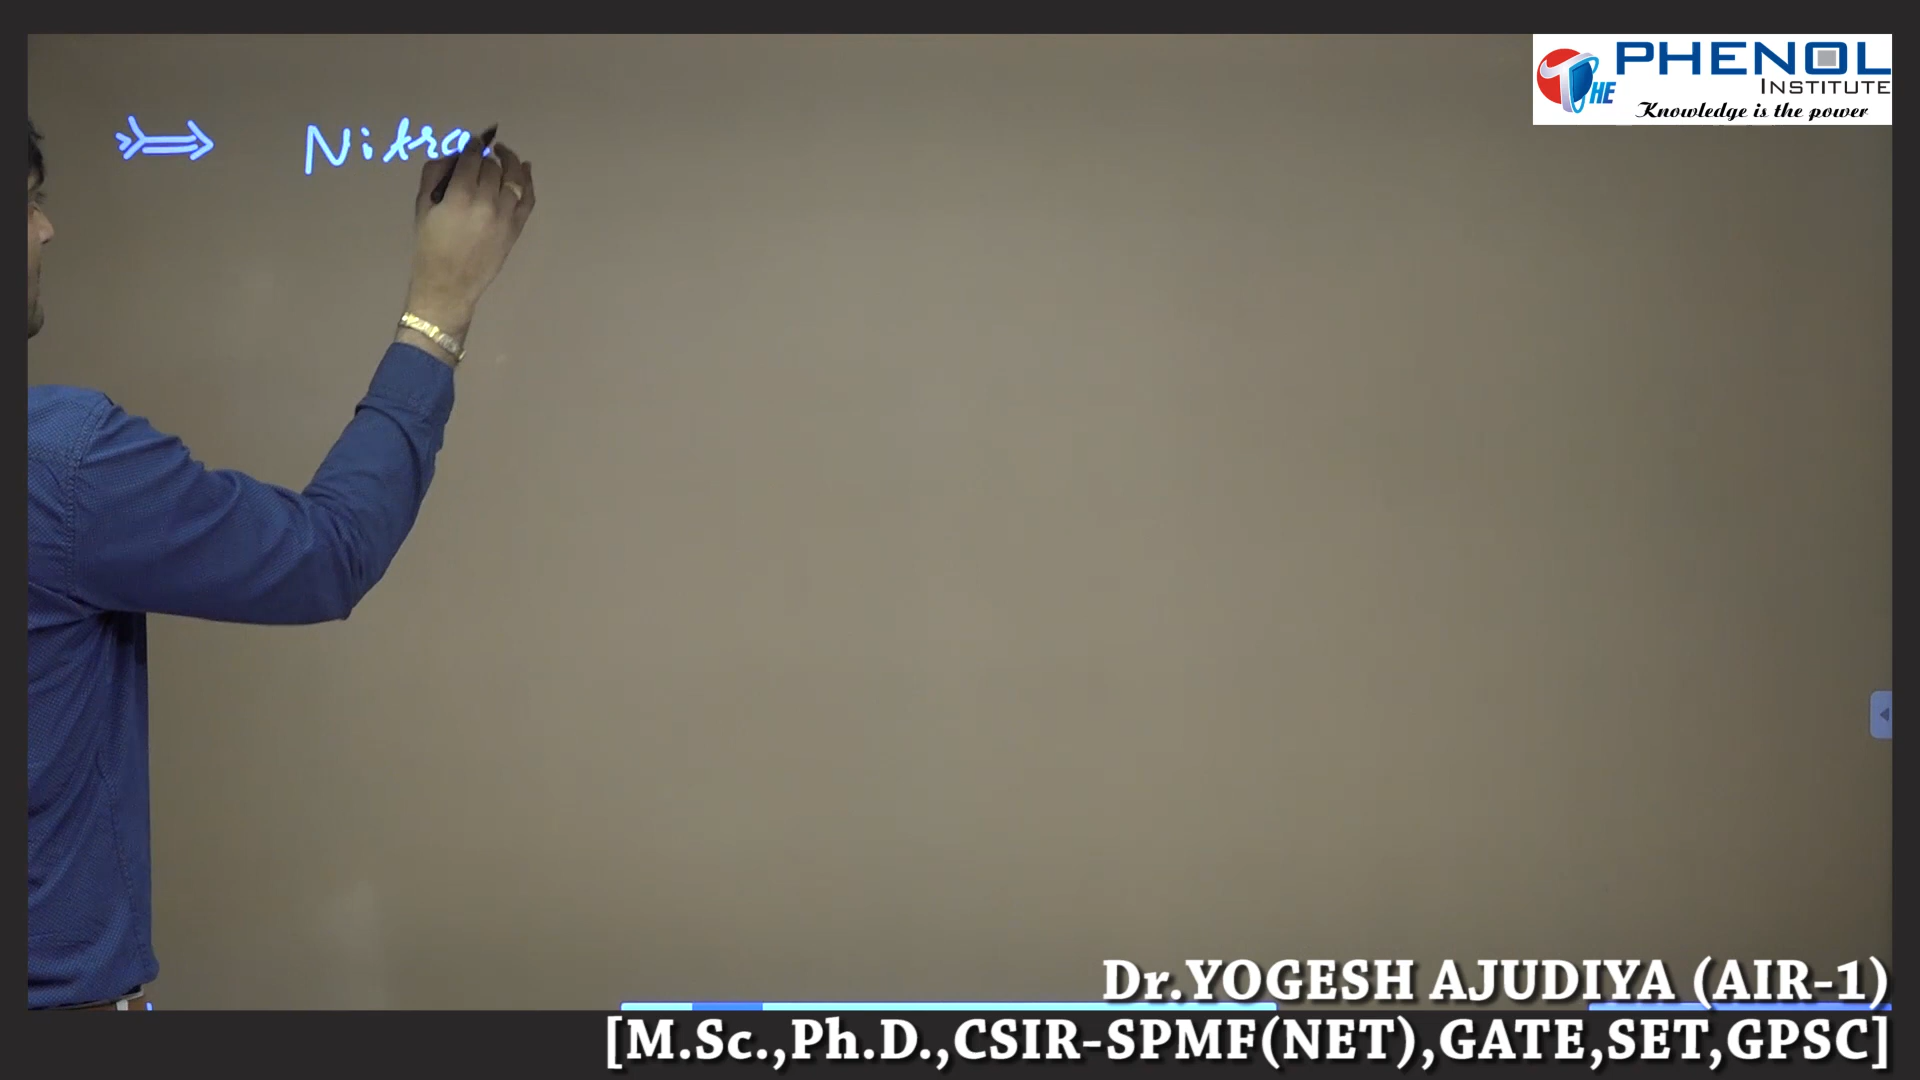 THE PHENOL
INSTITUTE
Knowledge is the power
Nitra
Dr.YOGESH AJUDIYA (AIR-1)
[M.Sc.,Ph.D.,CSIR-SPMF(NET),GATE,SET,GPSC]